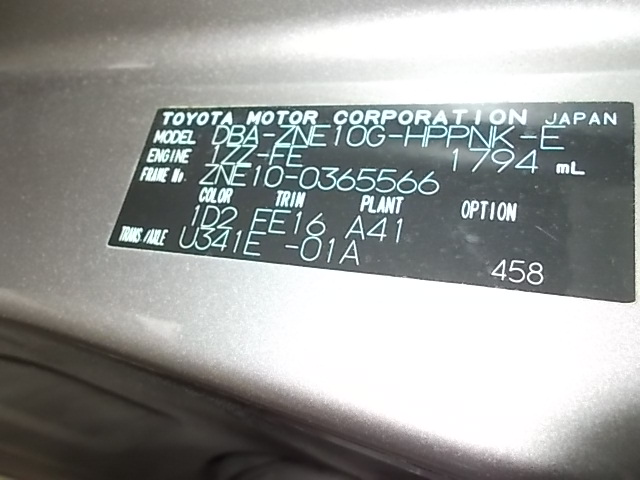 TOYOTA MOTOR CORPORATION JAPAN
MODEL DBA-ZNE10G-HPPNK-E
ENGINE 1ZZ-FE 1794 mL
FRAME No. ZNE10-0365566
COLOR TRIM PLANT OPTION
1D2 EE16 A41
TRANS/AXLE U341E -01A
458